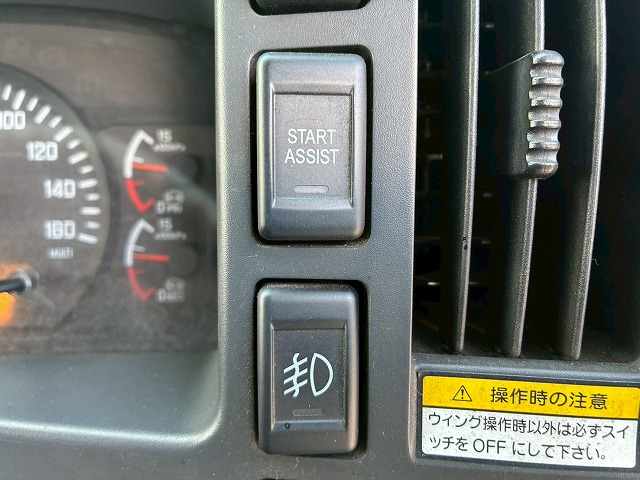 120
140
160
MULTI
15
15
START
ASSIST
⚠ 操作時の注意
ウイング操作時以外は必ずスイ
ッチをOFFにして下さい。